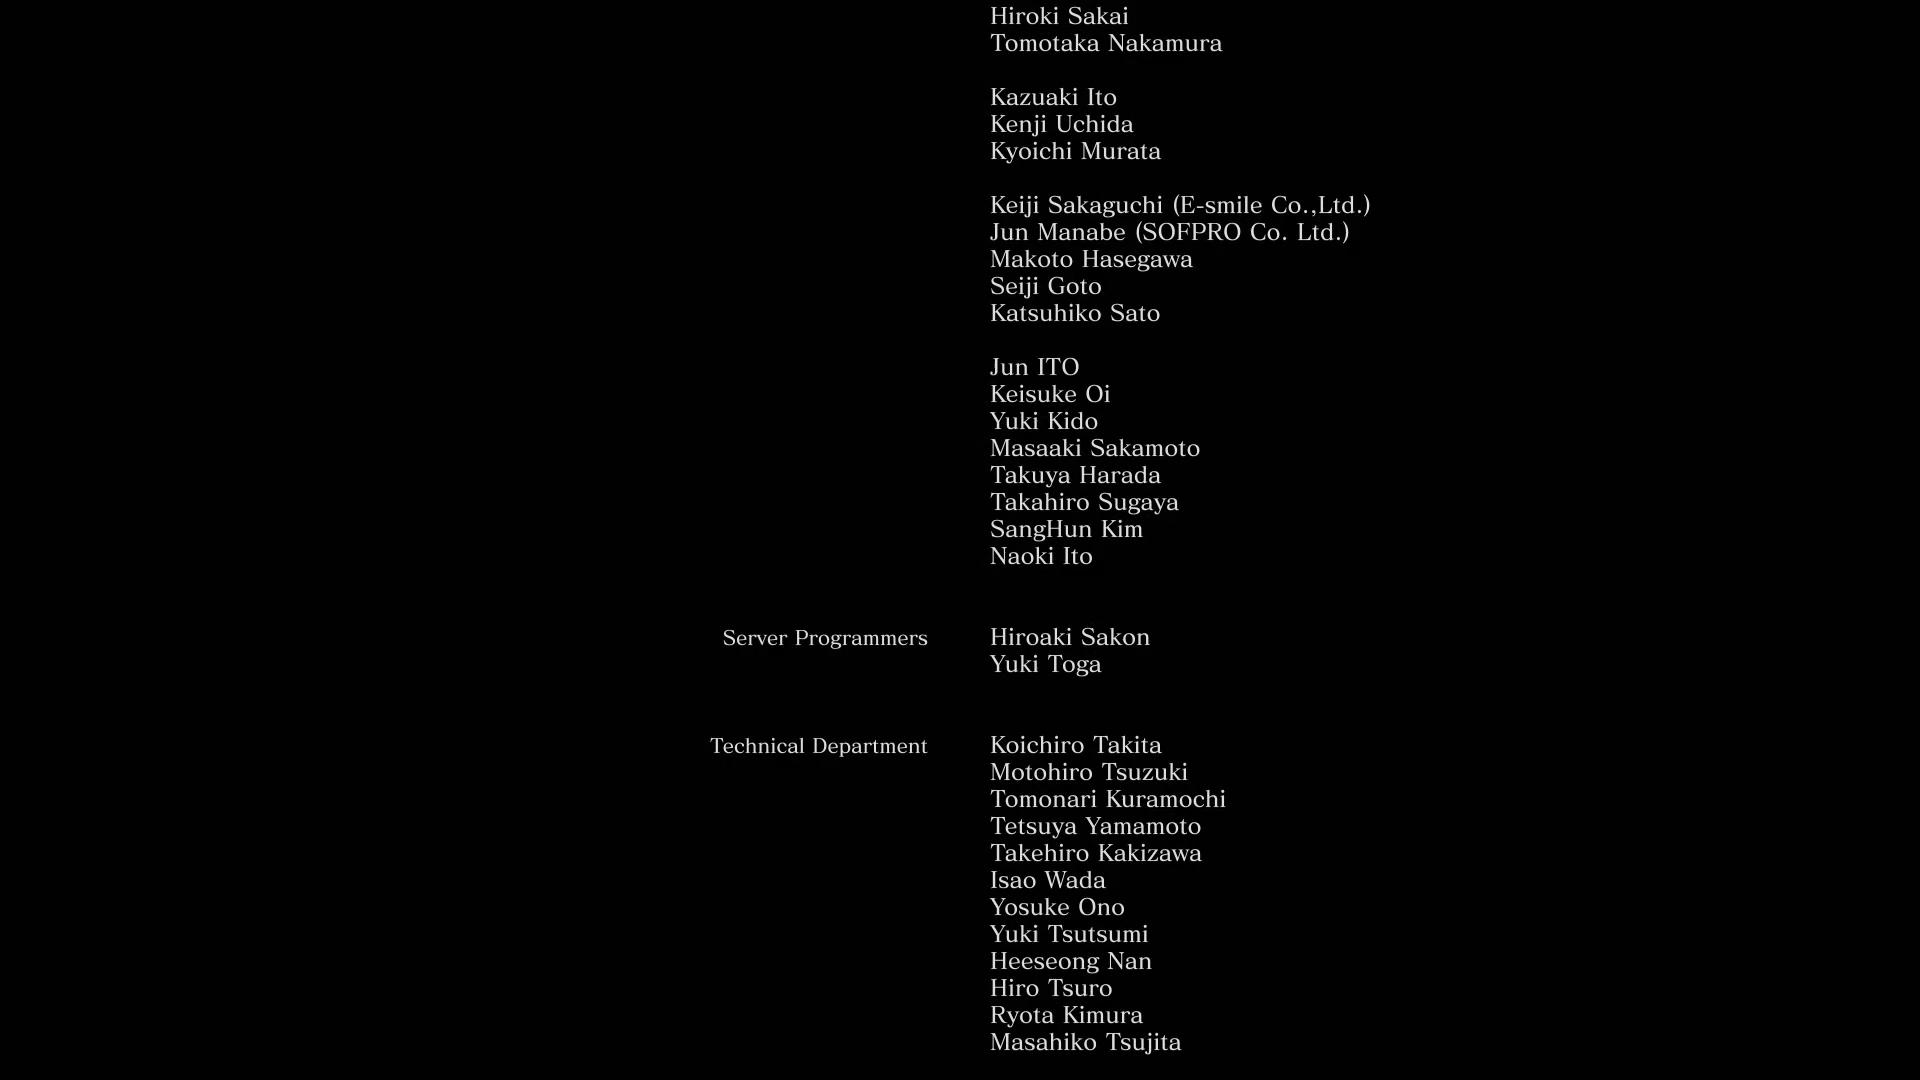 Hiroki Sakai
Tomotaka Nakamura
Kazuaki Ito
Kenji Uchida
Kyoichi Murata
Keiji Sakaguchi (E-smile Co.,Ltd.)
Jun Manabe (SOFPRO Co. Ltd.)
Makoto Hasegawa
Seiji Goto
Katsuhiko Sato
Jun ITO
Keisuke Oi
Yuki Kido
Masaaki Sakamoto
Takuya Harada
Takahiro Sugaya
SangHun Kim
Naoki Ito
Server Programmers Hiroaki Sakon
Yuki Toga
Technical Department Koichiro Takita
Motohiro Tsuzuki
Tomonari Kuramochi
Tetsuya Yamamoto
Takehiro Kakizawa
Isao Wada
Yosuke Ono
Yuki Tsutsumi
Heeseong Nan
Hiro Tsuro
Ryota Kimura
Masahiko Tsujita